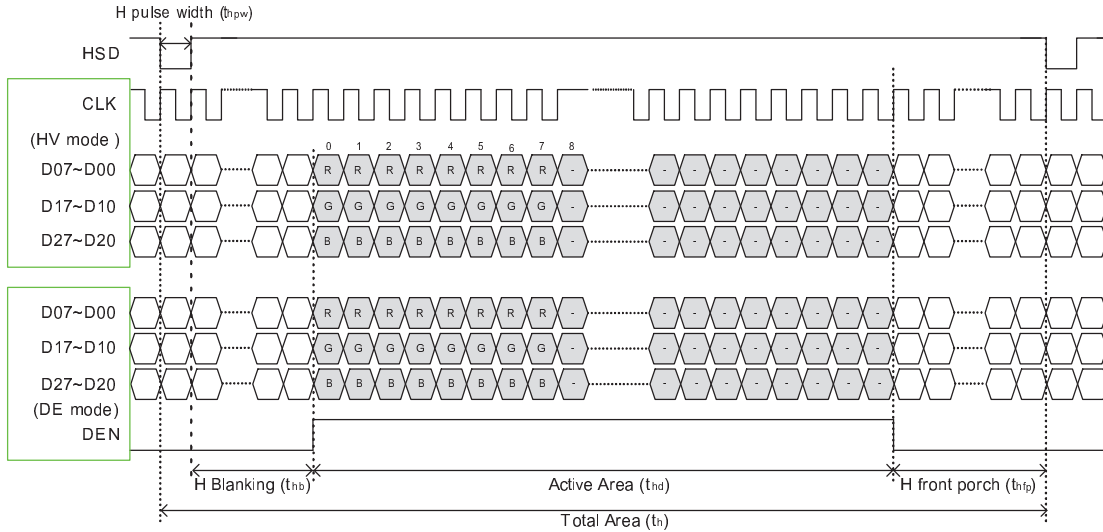 H pulse width (thpw)
HSD
CLK
(HV mode )
0 1 2 3 4 5 6 7 8
D07~D00 R R R R R R R R - - - - - - - - -
D17~D10 G G G G G G G G - - - - - - - - -
D27~D20 B B B B B B B B - - - - - - - - -
D07~D00 R R R R R R R R - - - - - - - - -
D17~D10 G G G G G G G G - - - - - - - - -
D27~D20 B B B B B B B B - - - - - - - - -
(DE mode)
DEN
H Blanking (thb) Active Area (thd) H front porch (thfp)
Total Area (th)